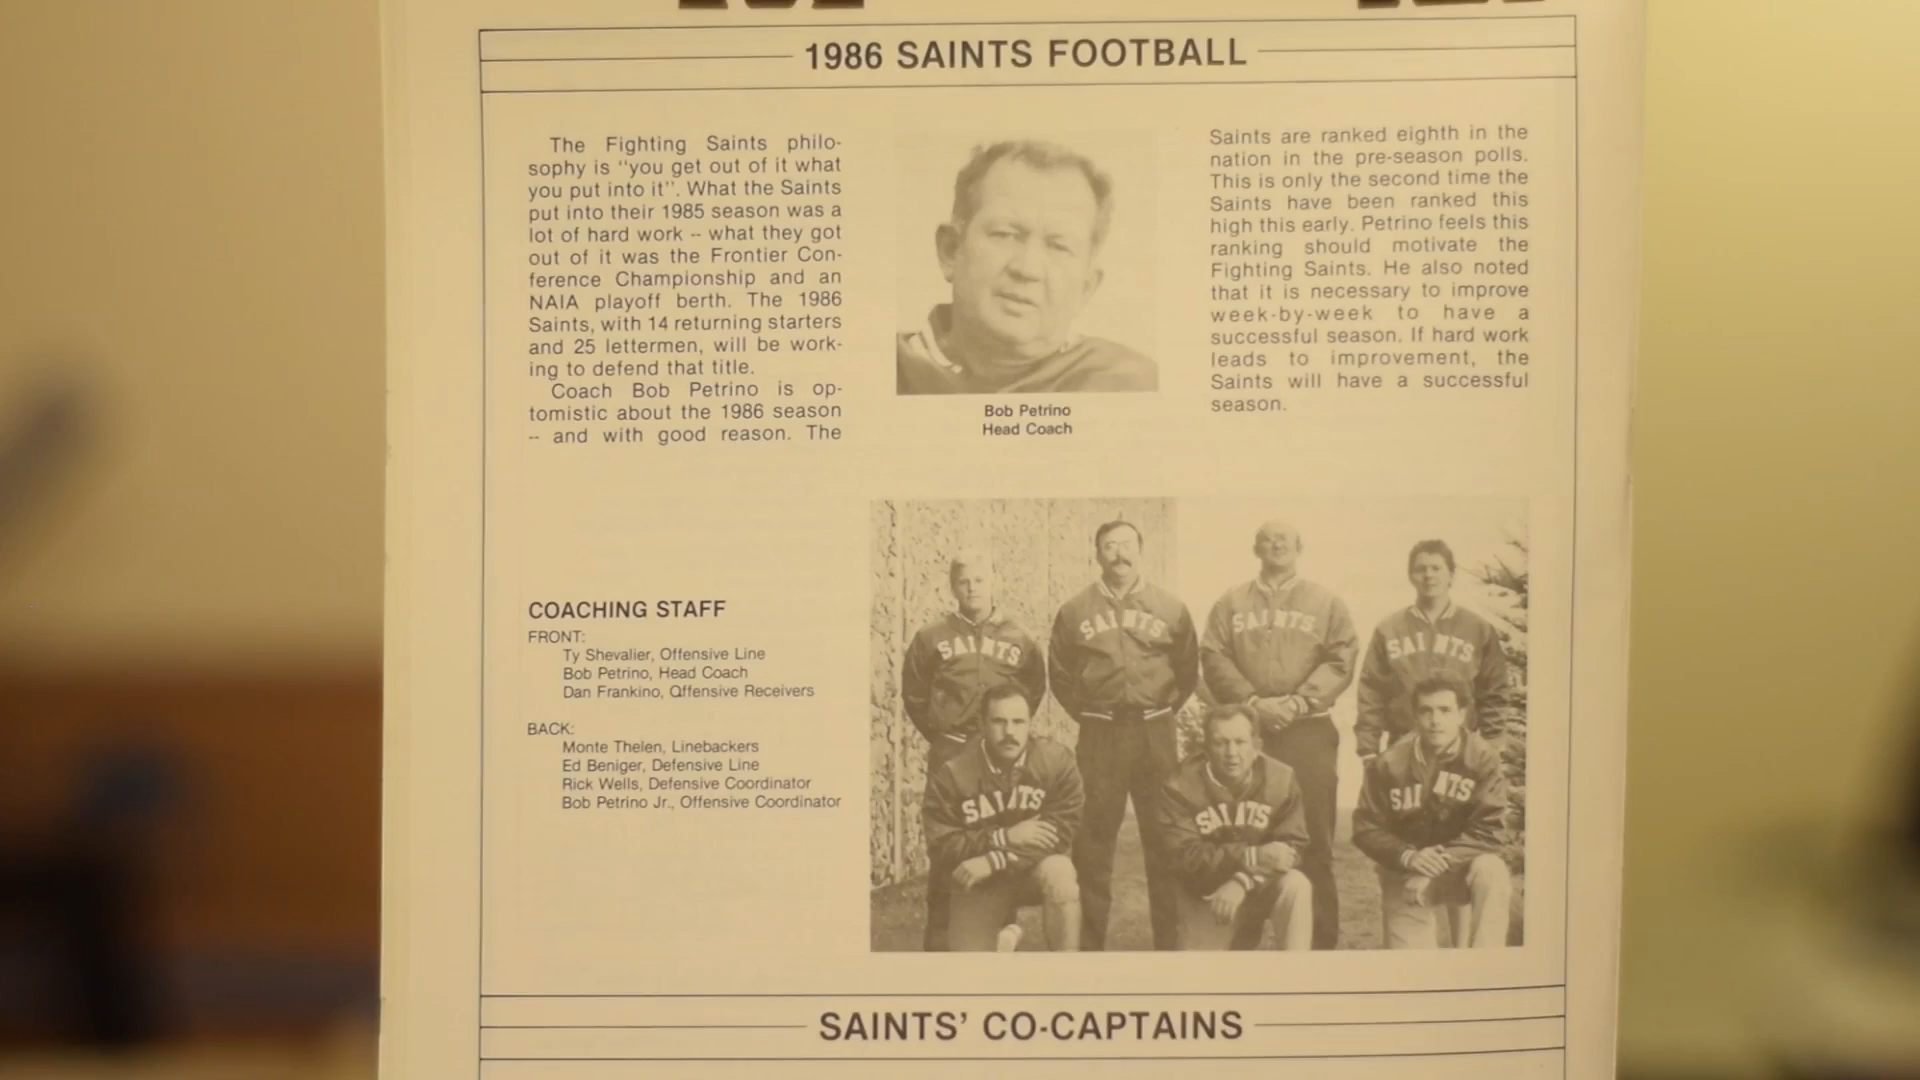 1986 SAINTS FOOTBALL
The Fighting Saints philo-
sophy is "you get out of it what
you put into it". What the Saints
put into their 1985 season was a
lot of hard work -- what they got
out of it was the Frontier Con-
ference Championship and an
NAIA playoff berth. The 1986
Saints, with 14 returning starters
and 25 lettermen, will be work-
ing to defend that title.
Coach Bob Petrino is op-
tomistic about the 1986 season
-- and with good reason. The
Bob Petrino
Head Coach
Saints are ranked eighth in the
nation in the pre-season polls.
This is only the second time the
Saints have been ranked this
high this early. Petrino feels this
ranking should motivate the
Fighting Saints. He also noted
that it is necessary to improve
week-by-week to have a
successful season. If hard work
leads to improvement, the
Saints will have a successful
season.
COACHING STAFF
FRONT:
Ty Shevalier, Offensive Line
Bob Petrino, Head Coach
Dan Frankino, Offensive Receivers
BACK:
Monte Thelen, Linebackers
Ed Beniger, Defensive Line
Rick Wells, Defensive Coordinator
Bob Petrino Jr., Offensive Coordinator
SAINTS
SAINTS
SAINTS
SAINTS
SAINTS
SAINTS
SAINTS
SAINTS' CO-CAPTAINS